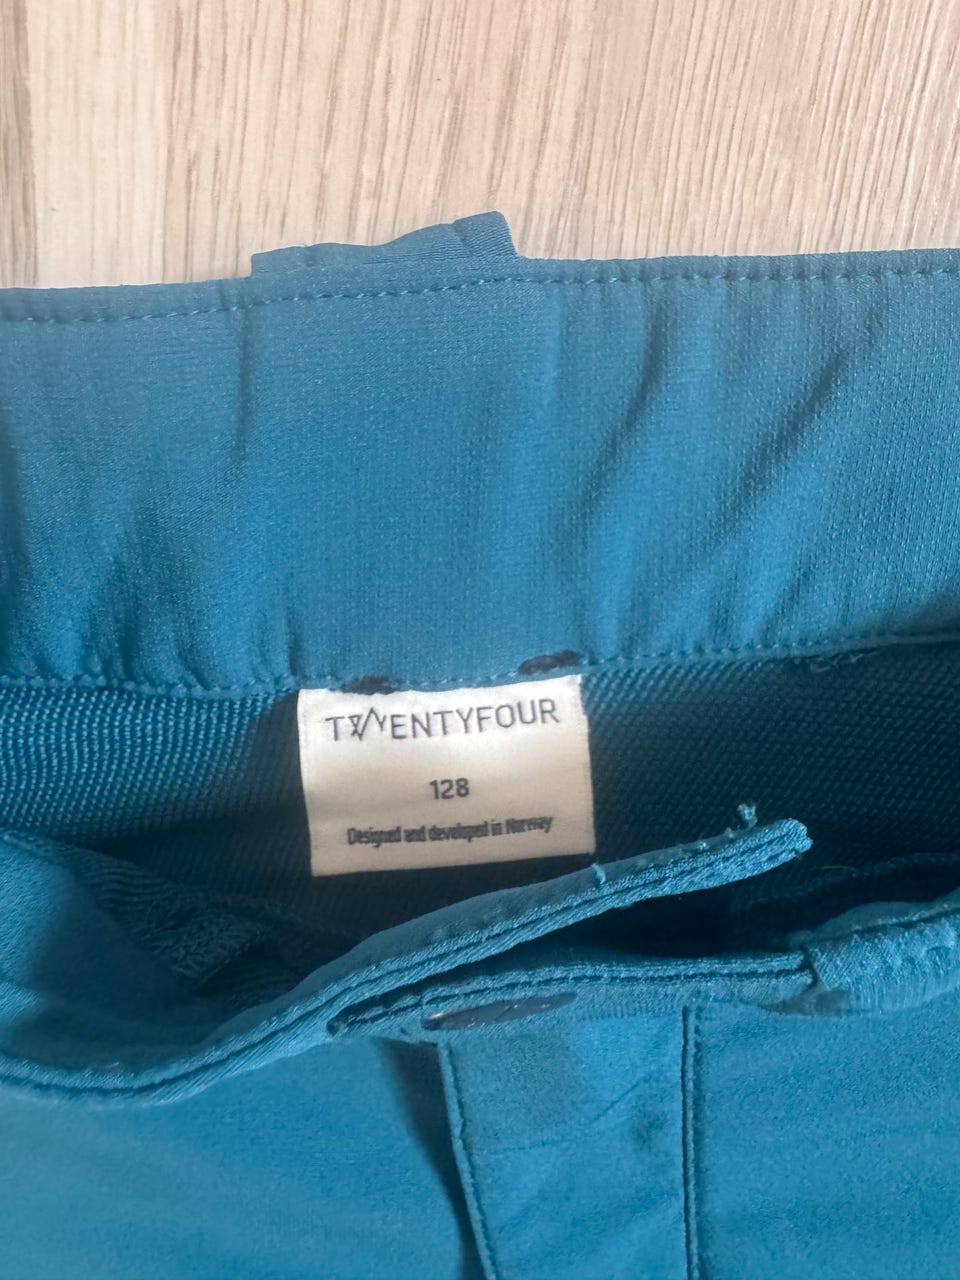 TWENTYFOUR
128
Designed and developed in Norway